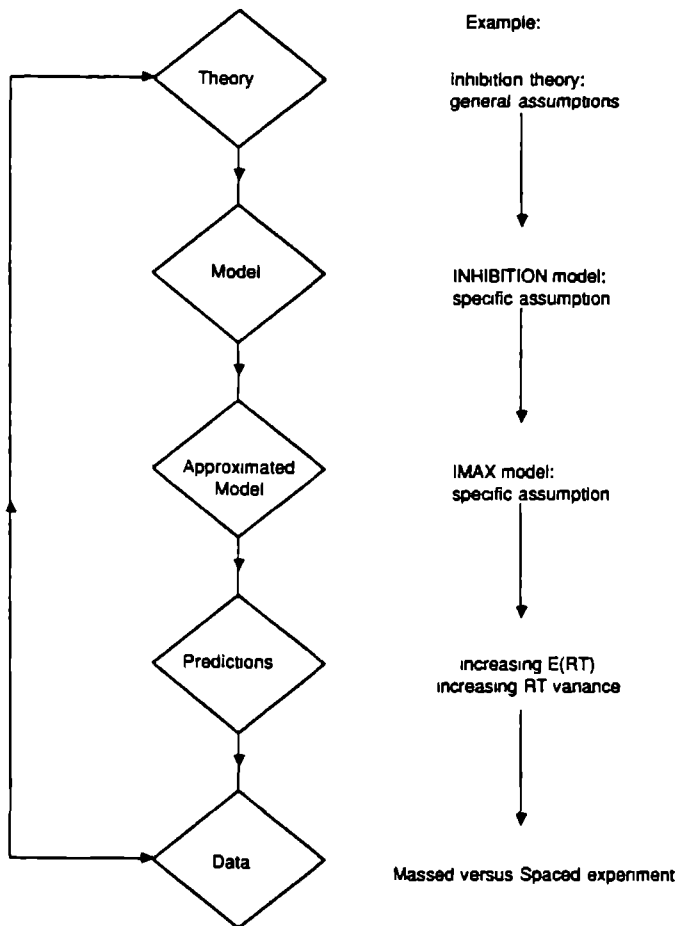 Example:
Theory
Inhibition theory:
general assumptions
Model
INHIBITION model:
specific assumption
Approximated
Model
IMAX model:
specific assumption
Predictions
increasing E(RT)
increasing RT variance
Data
Massed versus Spaced experiment